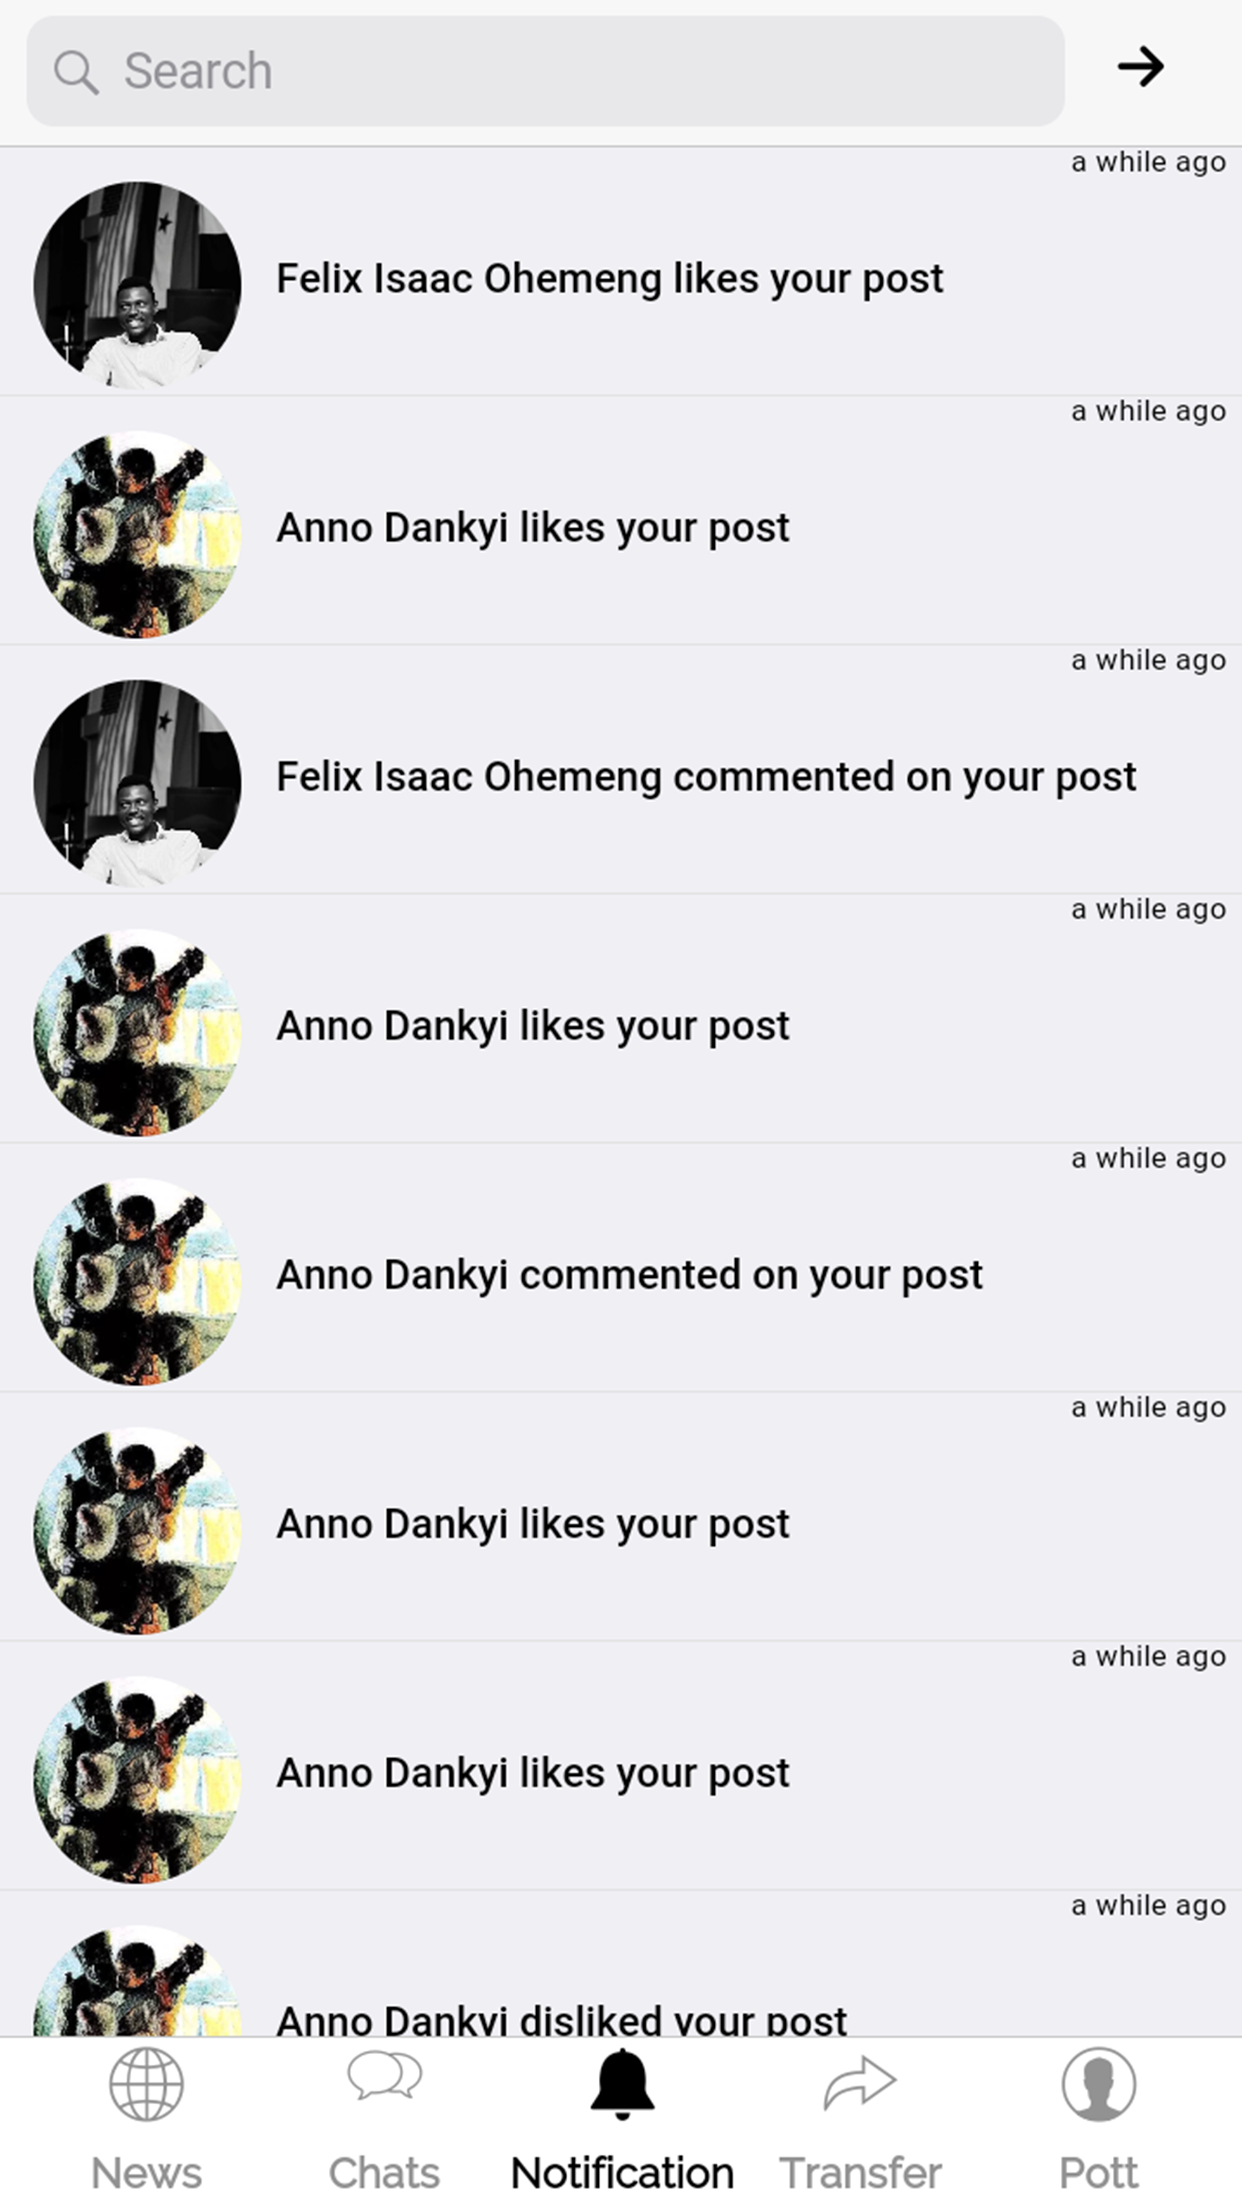 Search
a while ago
Felix Isaac Ohemeng likes your post
a while ago
Anno Dankyi likes your post
a while ago
Felix Isaac Ohemeng commented on your post
a while ago
Anno Dankyi likes your post
a while ago
Anno Dankyi commented on your post
a while ago
Anno Dankyi likes your post
a while ago
Anno Dankyi likes your post
a while ago
Anno Dankyi disliked your post
News Chats Notification Transfer Pott